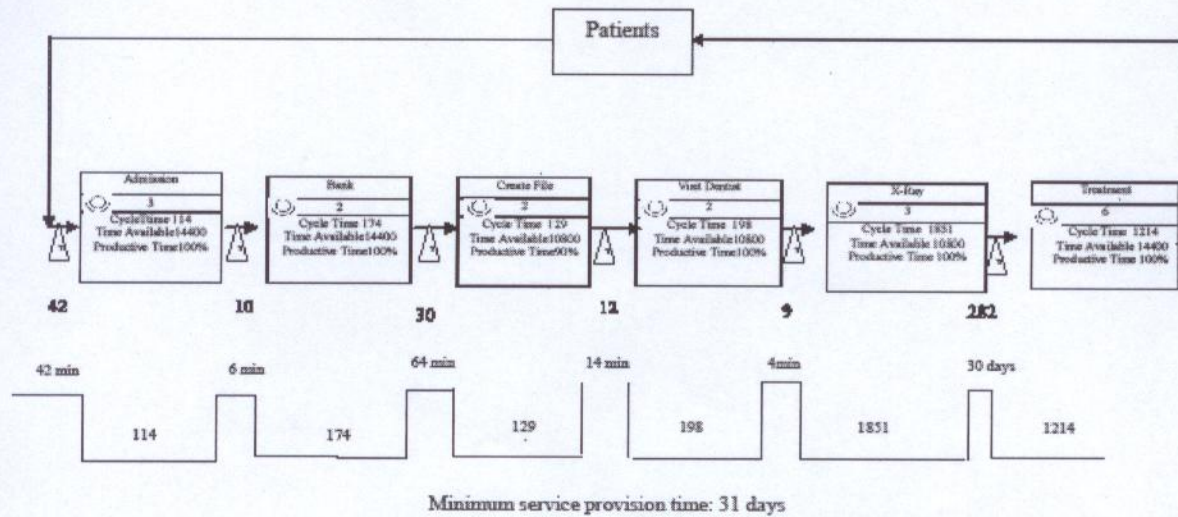 Patients
Admission
3
CycleTtime 114
Time Available14400
Productive Time100%
Bank
2
Cycle Time 174
Time Available14400
Productive Time100%
Create File
2
Cycle Time 129
Time Available10800
Productive Time90%
Visit Dentist
2
Cycle Time 198
Time Available10800
Productive Time100%
X-Ray
3
Cycle Time 1851
Time Available 10800
Productive Time 100%
Treatment
6
Cycle Time 1214
Time Available 14400
Productive Time 100%
42
10
30
12
9
42 min
6 min
64 min
14 min
4min
30 days
114
174
129
198
1851
1214
Minimum service provision time: 31 days